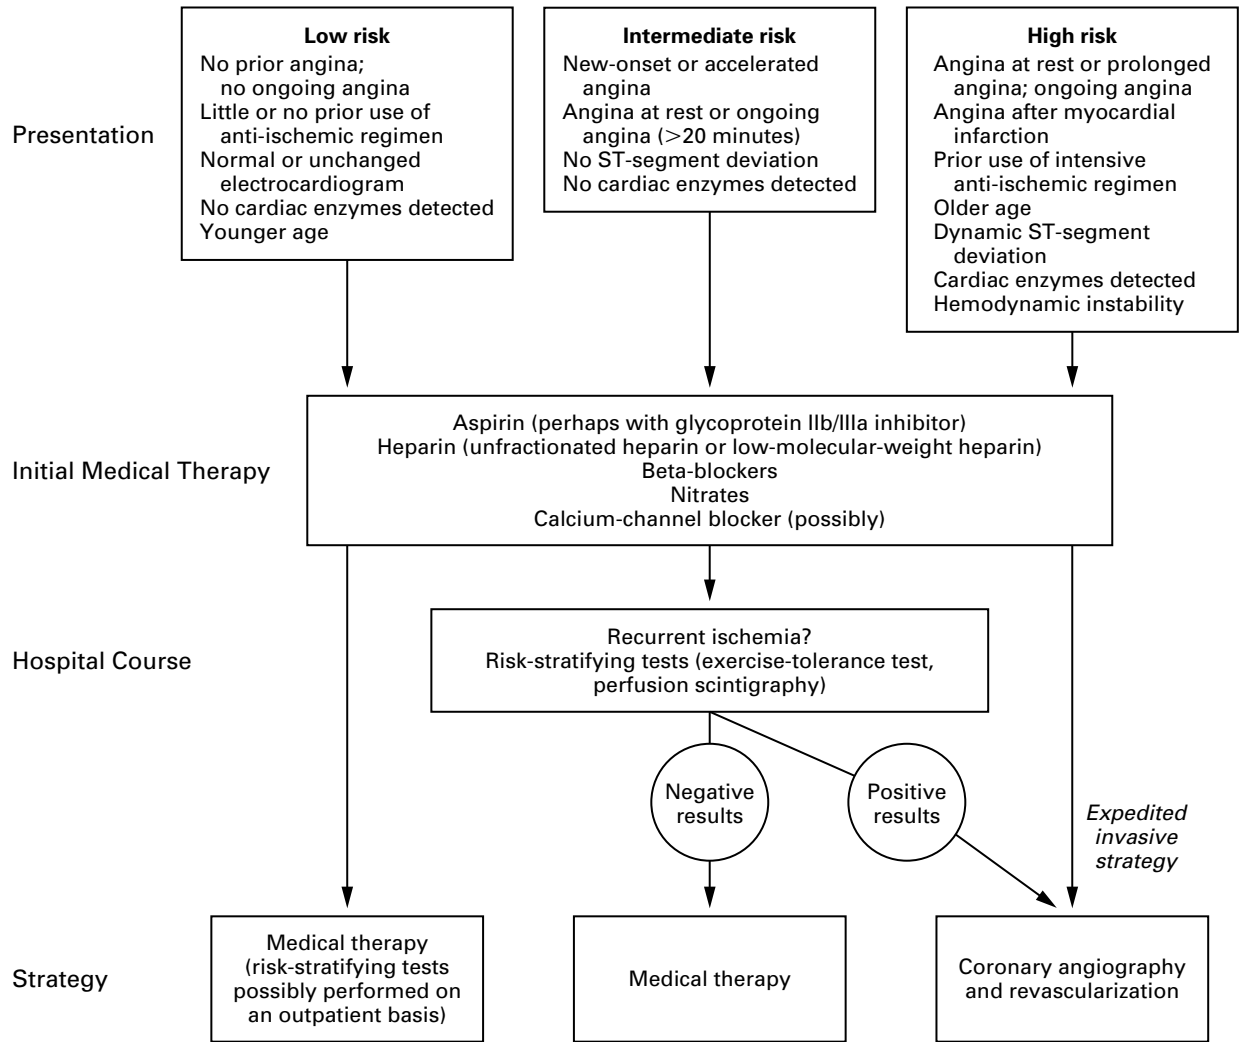 Presentation
Low risk
No prior angina;
no ongoing angina
Little or no prior use of
anti-ischemic regimen
Normal or unchanged
electrocardiogram
No cardiac enzymes detected
Younger age
Intermediate risk
New-onset or accelerated
angina
Angina at rest or ongoing
angina (>20 minutes)
No ST-segment deviation
No cardiac enzymes detected
High risk
Angina at rest or prolonged
angina; ongoing angina
Angina after myocardial
infarction
Prior use of intensive
anti-ischemic regimen
Older age
Dynamic ST-segment
deviation
Cardiac enzymes detected
Hemodynamic instability
Initial Medical Therapy
Aspirin (perhaps with glycoprotein IIb/IIIa inhibitor)
Heparin (unfractionated heparin or low-molecular-weight heparin)
Beta-blockers
Nitrates
Calcium-channel blocker (possibly)
Hospital Course
Recurrent ischemia?
Risk-stratifying tests (exercise-tolerance test,
perfusion scintigraphy)
Negative
results
Positive
results
Expedited
invasive
strategy
Strategy
Medical therapy
(risk-stratifying tests
possibly performed on
an outpatient basis)
Medical therapy
Coronary angiography
and revascularization